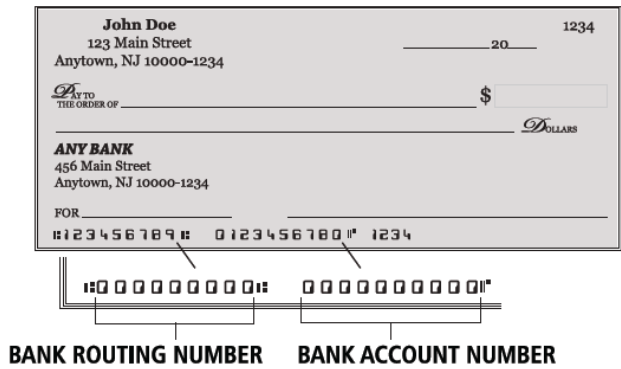 John Doe
1234
123 Main Street
20
Anytown, NJ 10000-1234
PAY TO
THE ORDER OF
$
DOLLARS
ANY BANK
456 Main Street
Anytown, NJ 10000-1234
FOR
⑆123456789⑆ 0123456780⑈ 1234
⑆000000000⑆ 0000000000⑈
BANK ROUTING NUMBER BANK ACCOUNT NUMBER